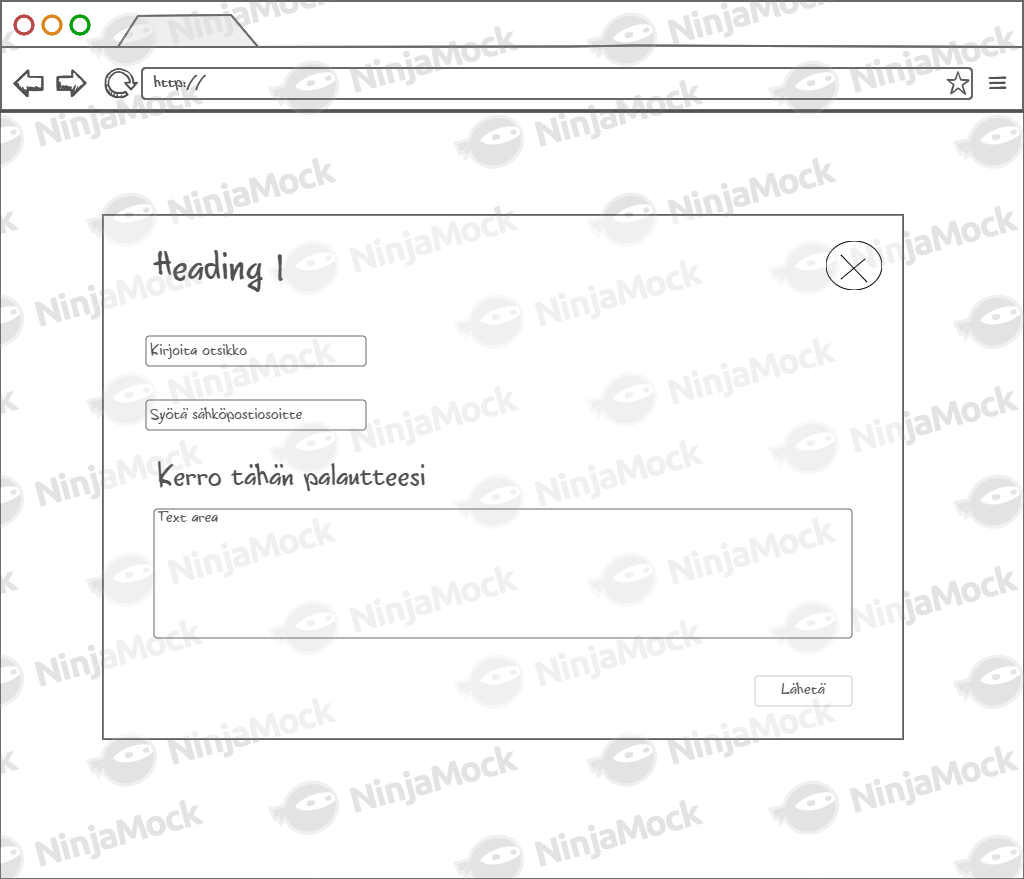 http://
Heading 1
Kirjoita otsikko
Syötä sähköpostiosoitte
Kerro tähän palautteesi
Text area
Lähetä
NinjaMock